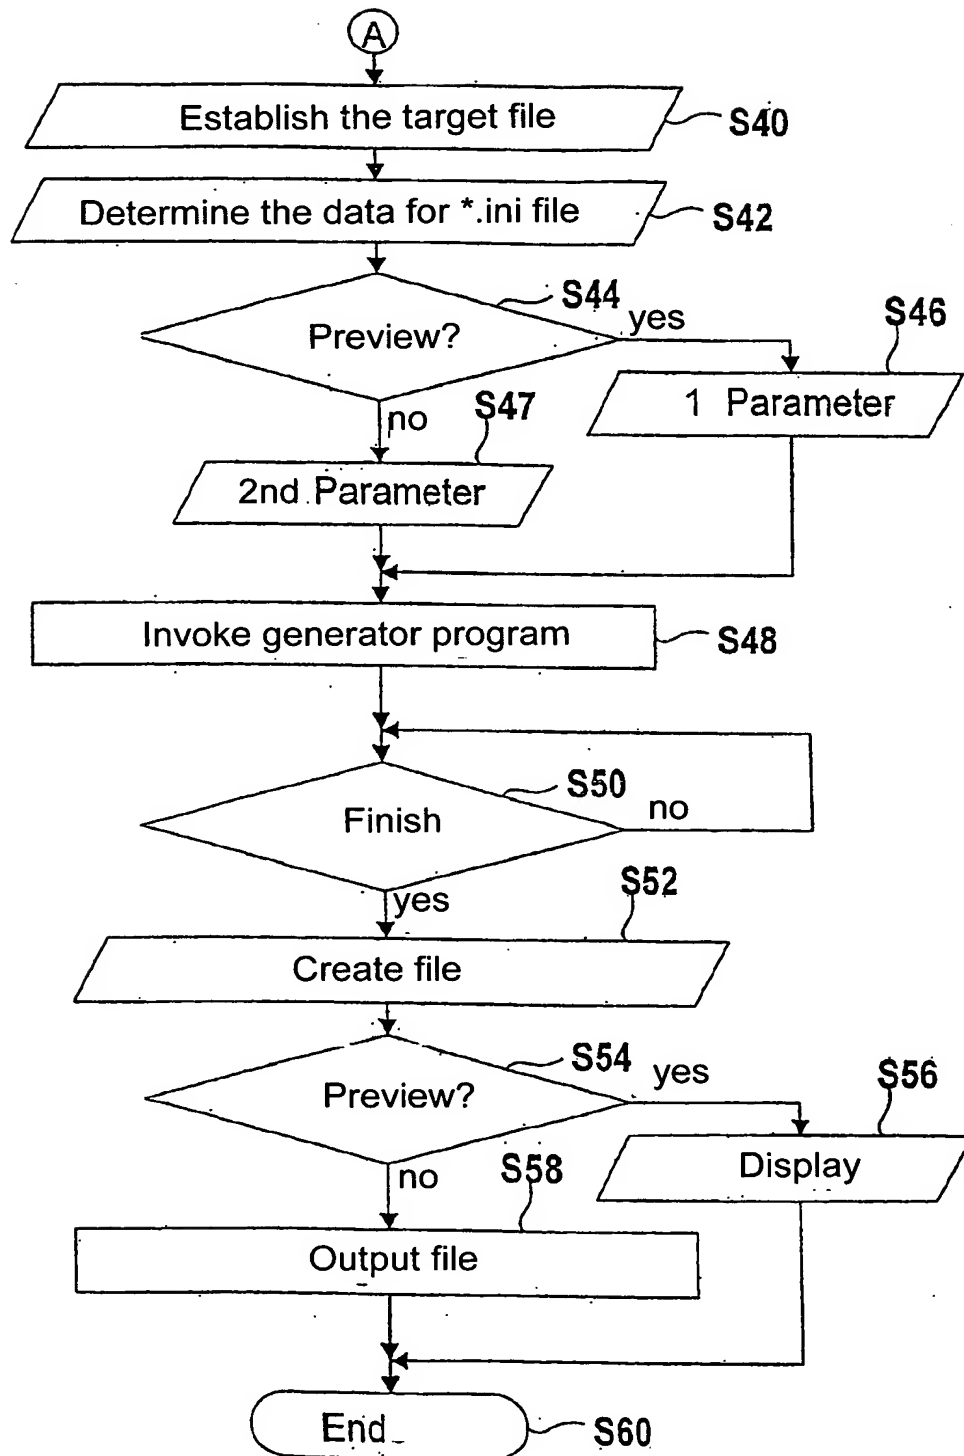 A
Establish the target file
S40
Determine the data for *.ini file
S42
S44
Preview?
yes
S46
1 Parameter
no
S47
2nd Parameter
Invoke generator program
S48
S50
Finish
no
yes
S52
Create file
S54
Preview?
yes
S56
Display
no
S58
Output file
End
S60